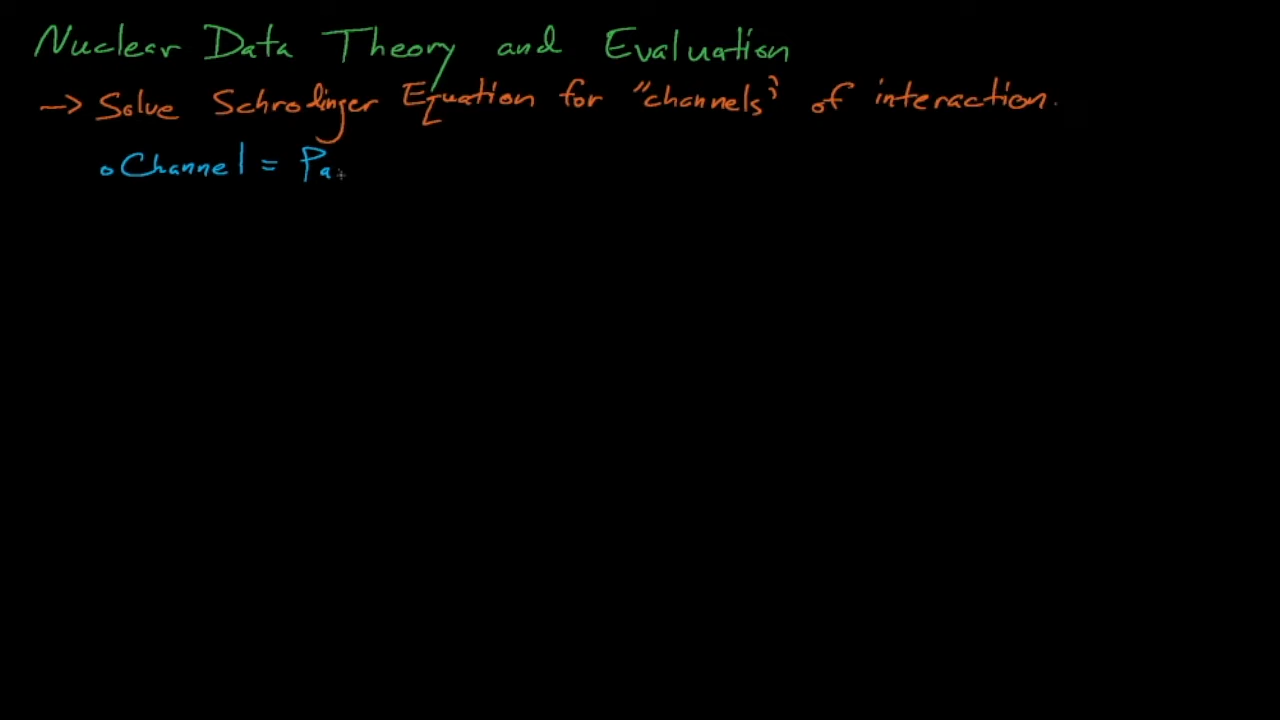 Nuclear Data Theory and Evaluation
-> Solve Schrodinger Equation for "channels" of interaction.
o Channel = Pa